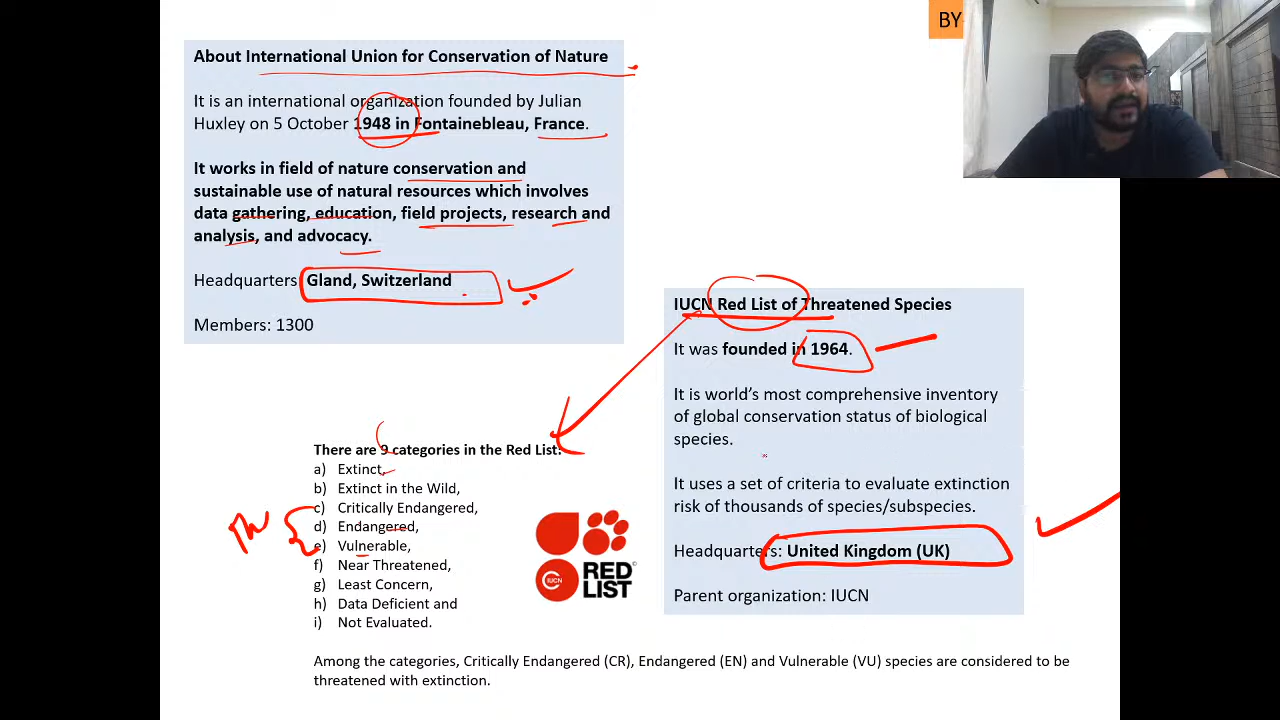 BY
About International Union for Conservation of Nature
It is an international organization founded by Julian
Huxley on 5 October 1948 in Fontainebleau, France.
It works in field of nature conservation and
sustainable use of natural resources which involves
data gathering, education, field projects, research and
analysis, and advocacy.
Headquarters: Gland, Switzerland
Members: 1300
IUCN Red List of Threatened Species
It was founded in 1964.
It is world's most comprehensive inventory
of global conservation status of biological
species.
It uses a set of criteria to evaluate extinction
risk of thousands of species/subspecies.
Headquarters: United Kingdom (UK)
Parent organization: IUCN
There are 9 categories in the Red List:
a) Extinct,
b) Extinct in the Wild,
c) Critically Endangered,
d) Endangered,
e) Vulnerable,
f) Near Threatened,
g) Least Concern,
h) Data Deficient and
i) Not Evaluated.
IUCN
RED
LIST
Among the categories, Critically Endangered (CR), Endangered (EN) and Vulnerable (VU) species are considered to be
threatened with extinction.